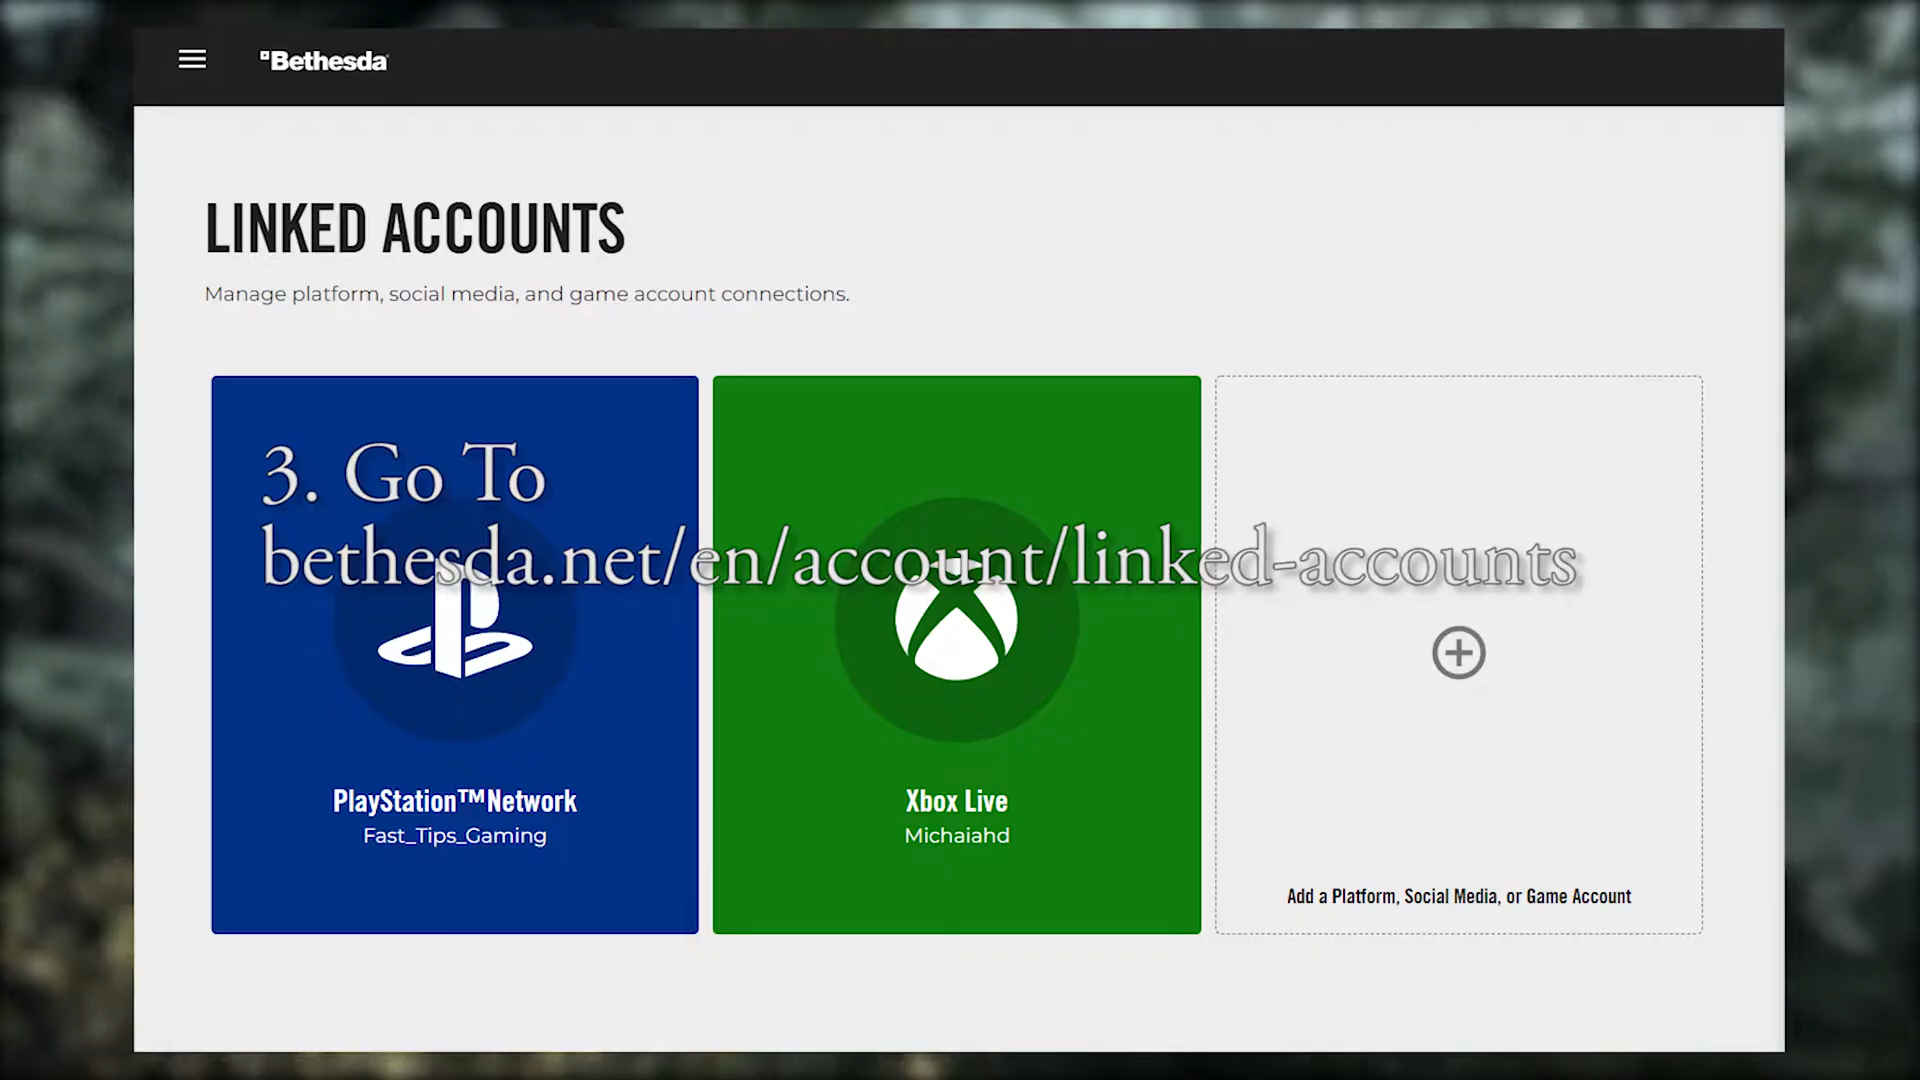 Bethesda
LINKED ACCOUNTS
Manage platform, social media, and game account connections.
3. Go To
bethesda.net/en/account/linked-accounts
PlayStation™Network
Fast_Tips_Gaming
Xbox Live
Michaiahd
Add a Platform, Social Media, or Game Account